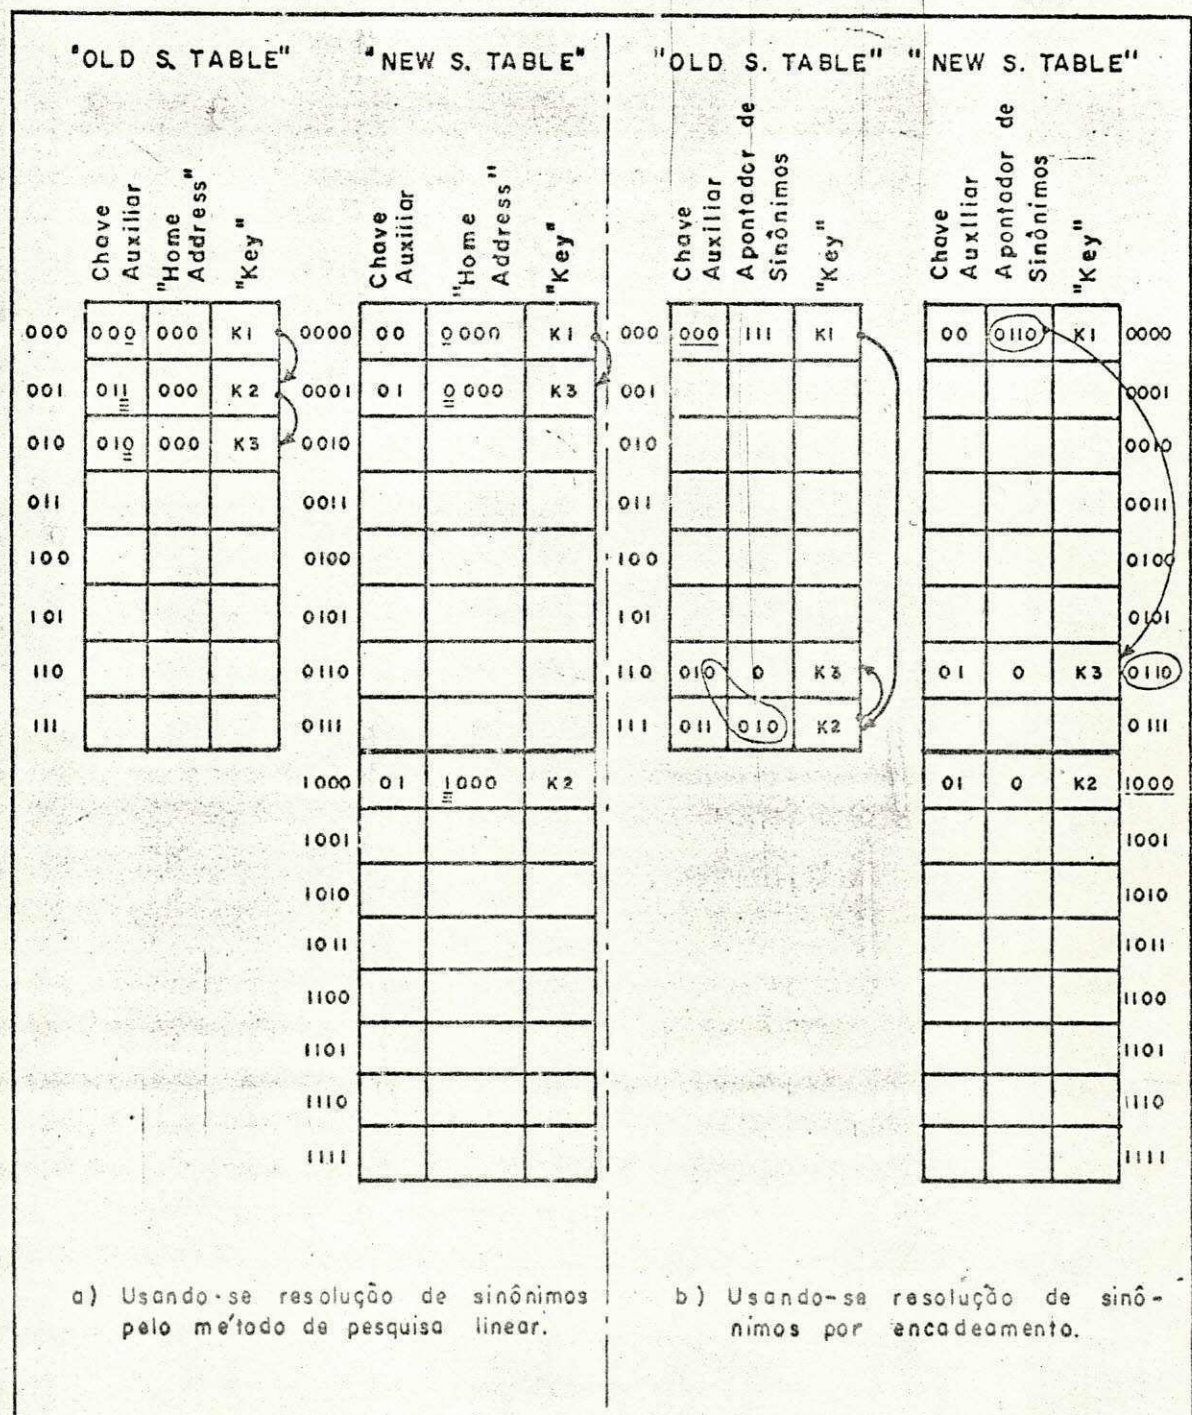 "OLD S. TABLE" "NEW S. TABLE"
Chave Auxiliar "Home Address" "Key" Chave Auxiliar "Home Address" "Key"
000 000 000 K1 0000 00 0000 K1
001 011 000 K2 0001 01 0000 K3
010 010 000 K3 0010
011 0011
100 0100
101 0101
110 0110
111 0111
1000 01 1000 K2
1001
1010
1011
1100
1101
1110
1111
a) Usando-se resolução de sinônimos
pelo método de pesquisa linear.
"OLD S. TABLE" "NEW S. TABLE"
Chave Auxiliar Apontador de Sinônimos "Key" Chave Auxiliar Apontador de Sinônimos "Key"
000 000 111 K1 00 0110 K1 0000
001 0001
010 0010
011 0011
100 0100
101 0101
110 010 0 K3 01 0 K3 0110
111 011 010 K2 0111
01 0 K2 1000
1001
1010
1011
1100
1101
1110
1111
b) Usando-se resolução de sinô-
nimos por encadeamento.